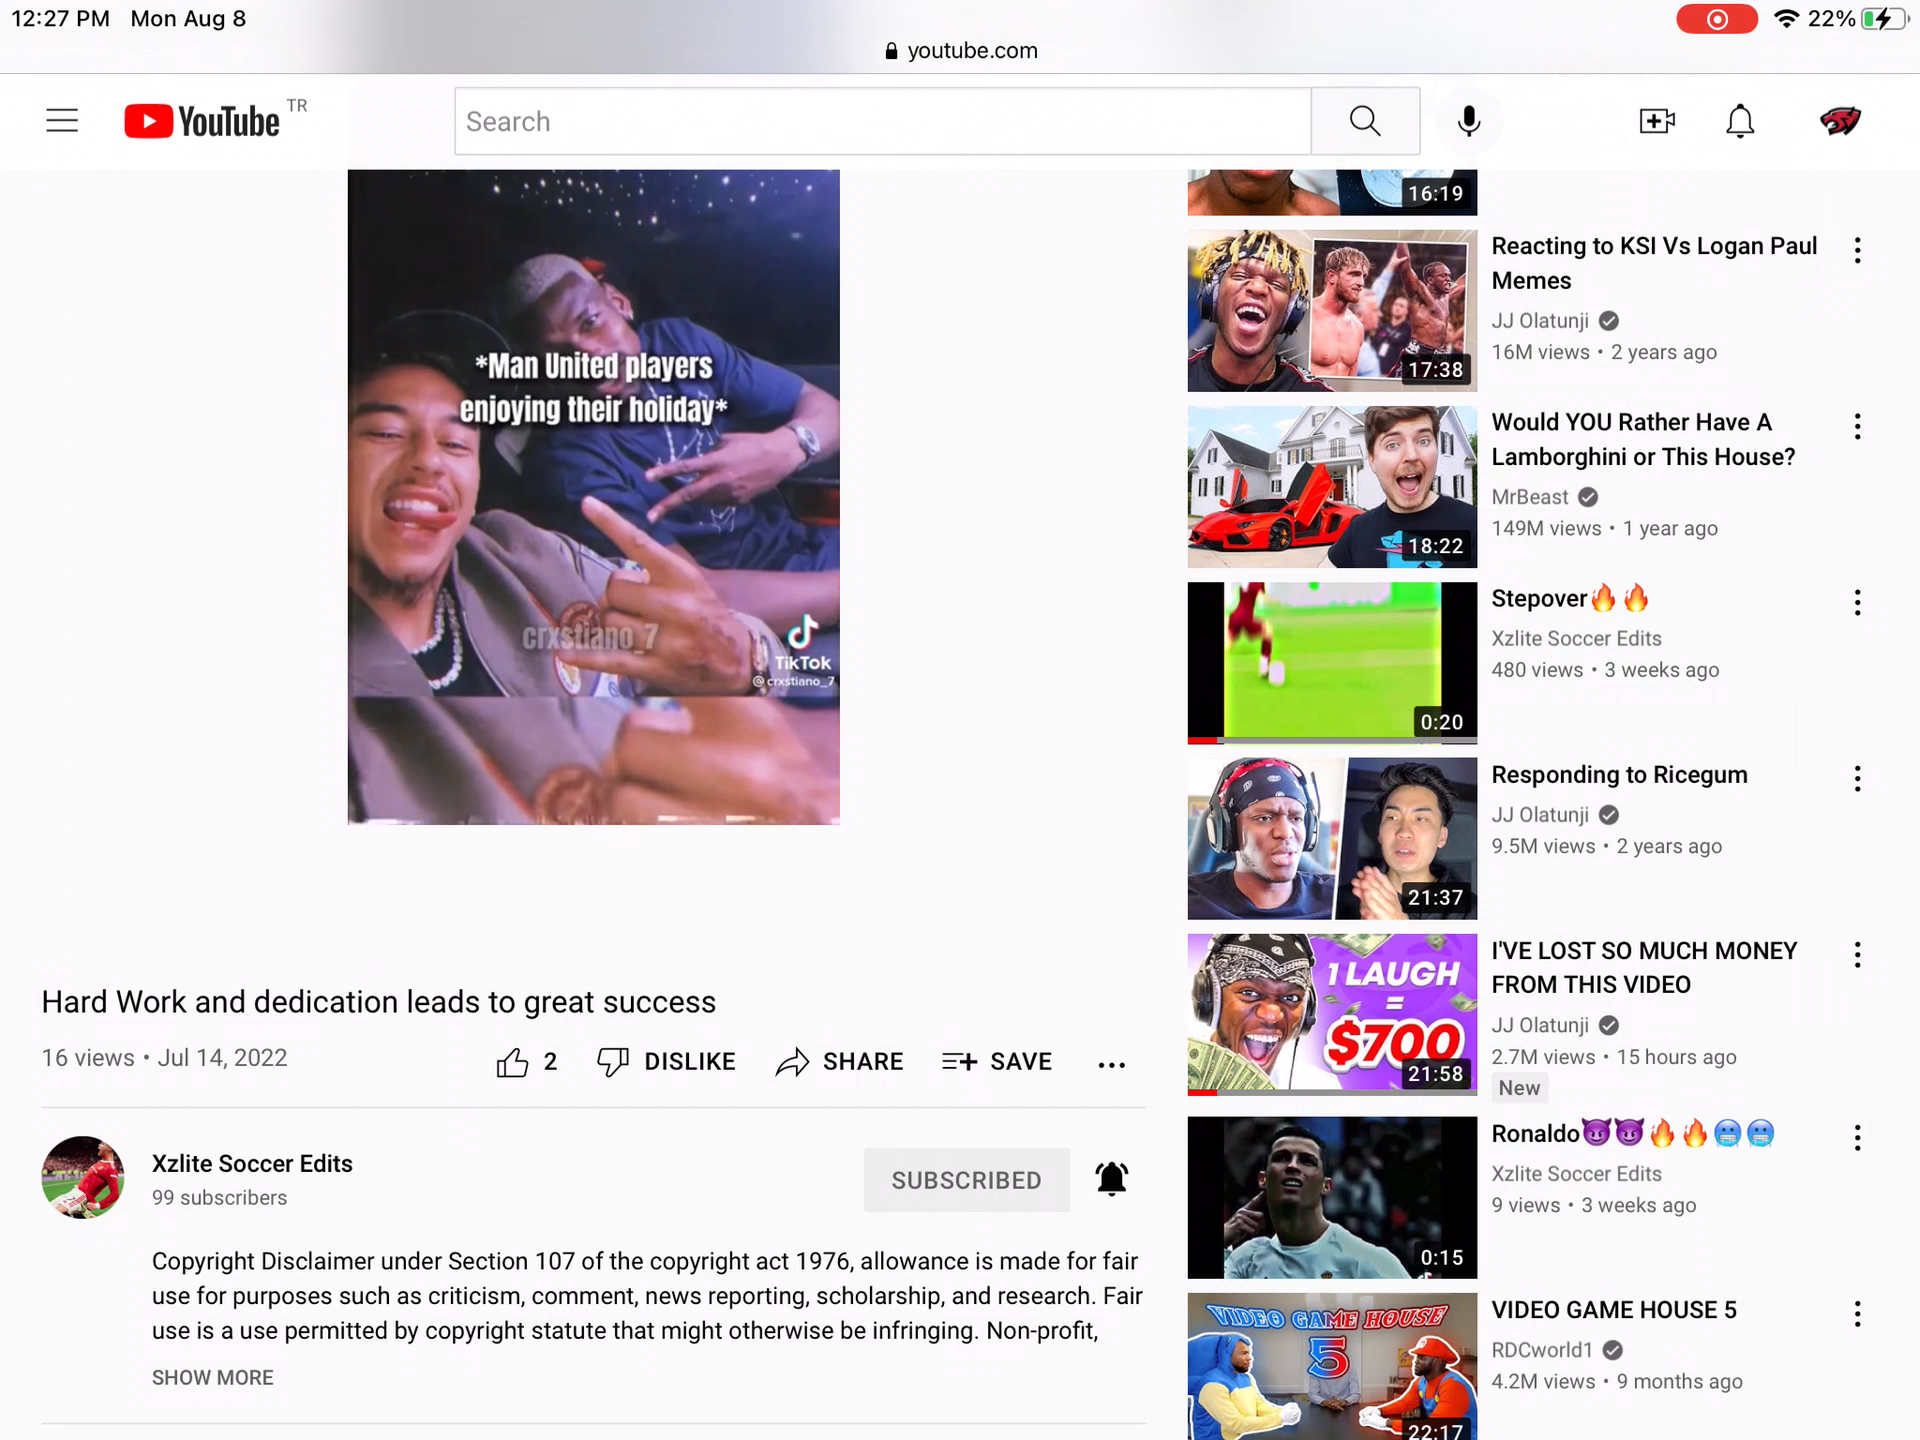 12:27 PM Mon Aug 8
22%
youtube.com
YouTube TR
Search
*Man United players
enjoying their holiday*
crxstiano_7
TikTok
@crxstiano_7
Hard Work and dedication leads to great success
16 views • Jul 14, 2022
2
DISLIKE
SHARE
SAVE
Xzlite Soccer Edits
99 subscribers
SUBSCRIBED
Copyright Disclaimer under Section 107 of the copyright act 1976, allowance is made for fair
use for purposes such as criticism, comment, news reporting, scholarship, and research. Fair
use is a use permitted by copyright statute that might otherwise be infringing. Non-profit,
SHOW MORE
16:19
17:38
Reacting to KSI Vs Logan Paul
Memes
JJ Olatunji
16M views • 2 years ago
18:22
Would YOU Rather Have A
Lamborghini or This House?
MrBeast
149M views • 1 year ago
0:20
Stepover🔥🔥
Xzlite Soccer Edits
480 views • 3 weeks ago
21:37
Responding to Ricegum
JJ Olatunji
9.5M views • 2 years ago
1 LAUGH
=
$700
21:58
I'VE LOST SO MUCH MONEY
FROM THIS VIDEO
JJ Olatunji
2.7M views • 15 hours ago
New
0:15
Ronaldo😈😈🔥🔥🥶🥶
Xzlite Soccer Edits
9 views • 3 weeks ago
VIDEO GAME HOUSE
5
22:17
VIDEO GAME HOUSE 5
RDCworld1
4.2M views • 9 months ago